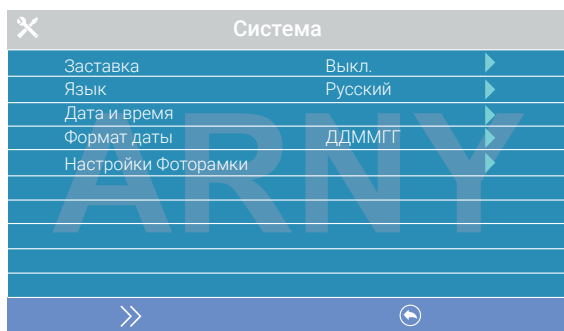 Система
Заставка Выкл.
Язык Русский
Дата и время
Формат даты ДДММГГ
Настройки Фоторамки
ARNY